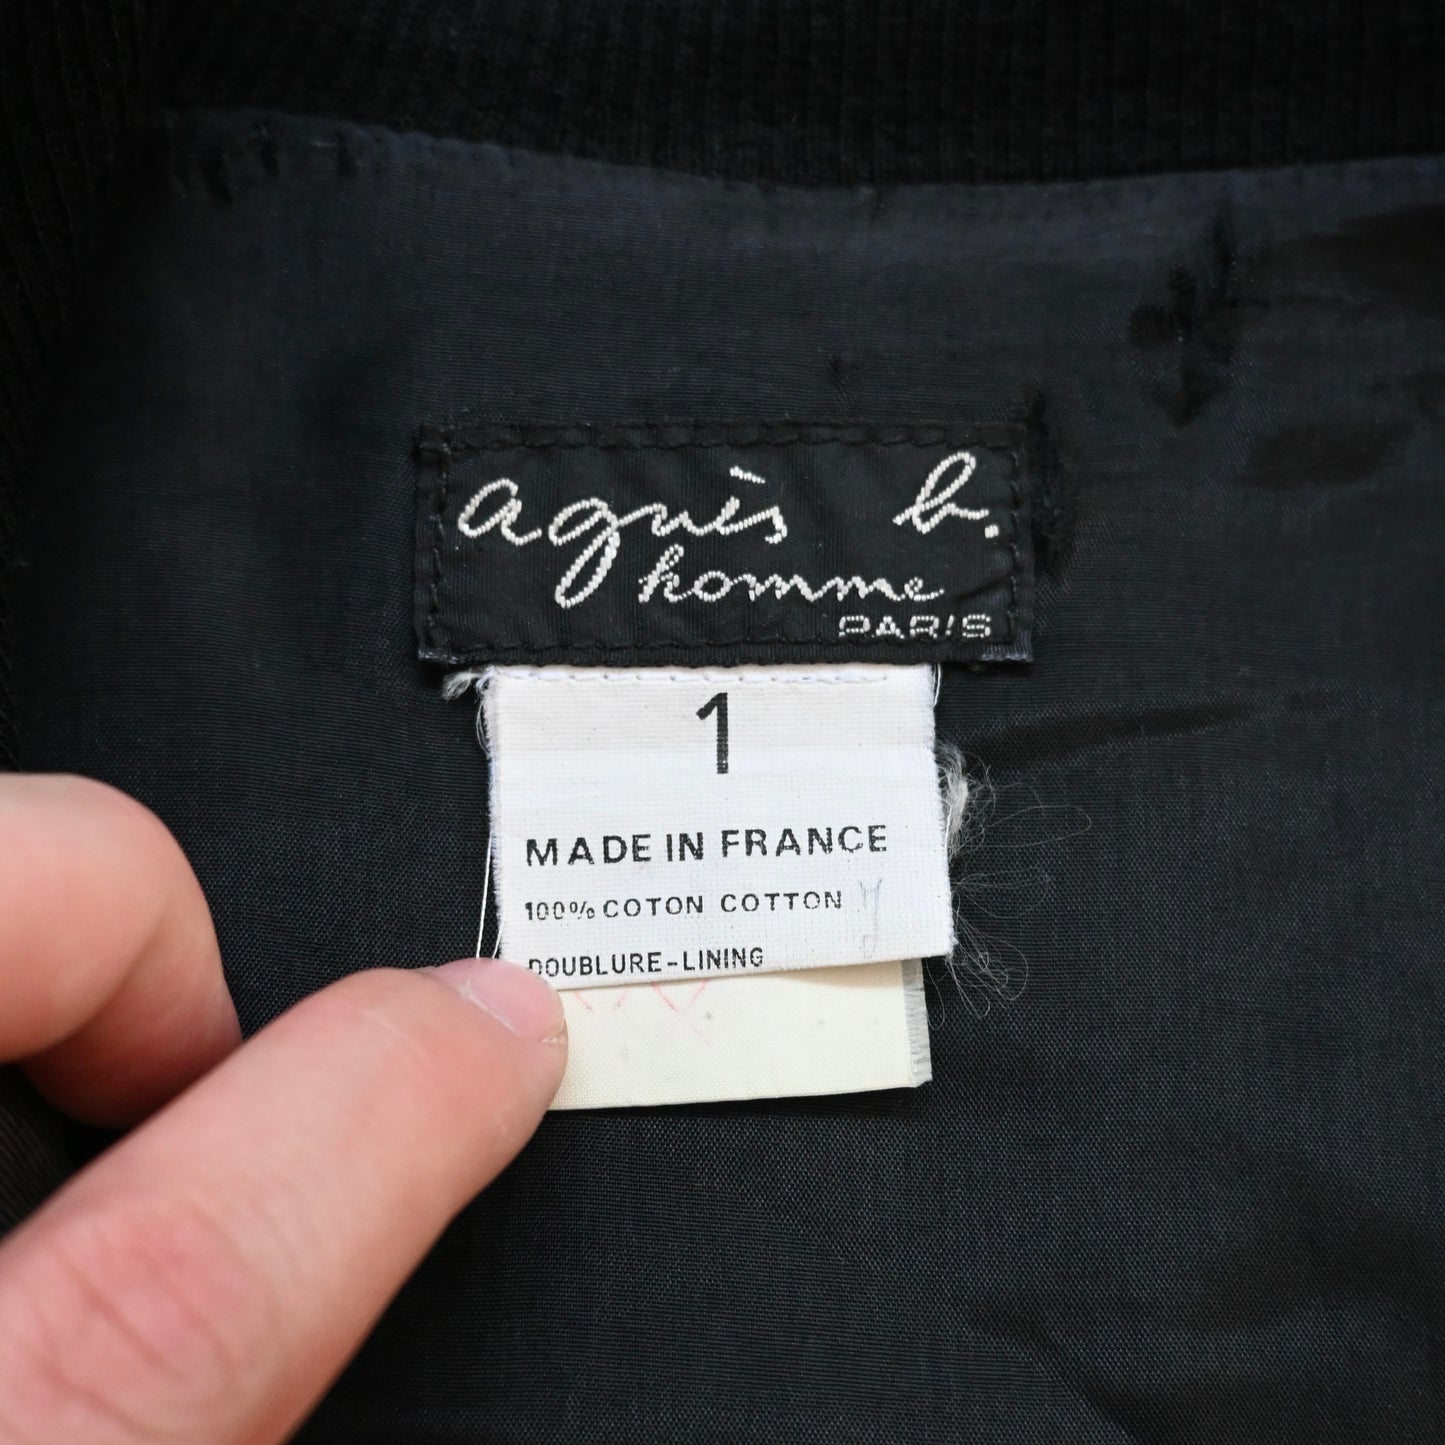 agnès b.
homme
PARIS
1
MADE IN FRANCE
100% COTON COTTON
DOUBLURE-LINING